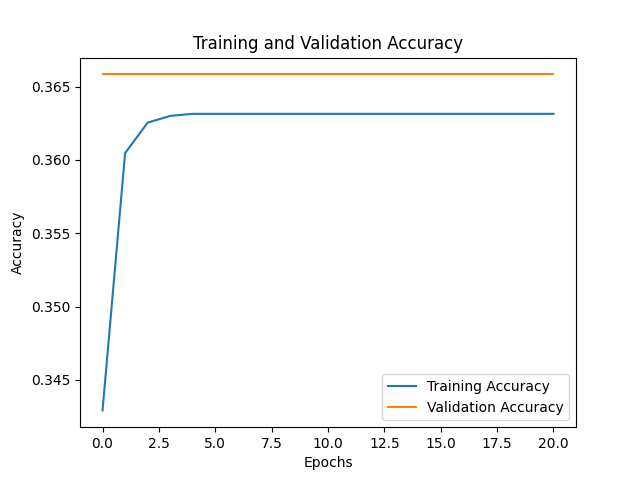 Training and Validation Accuracy
Accuracy
0.365
0.360
0.355
0.350
0.345
Training Accuracy
Validation Accuracy
0.0 2.5 5.0 7.5 10.0 12.5 15.0 17.5 20.0
Epochs